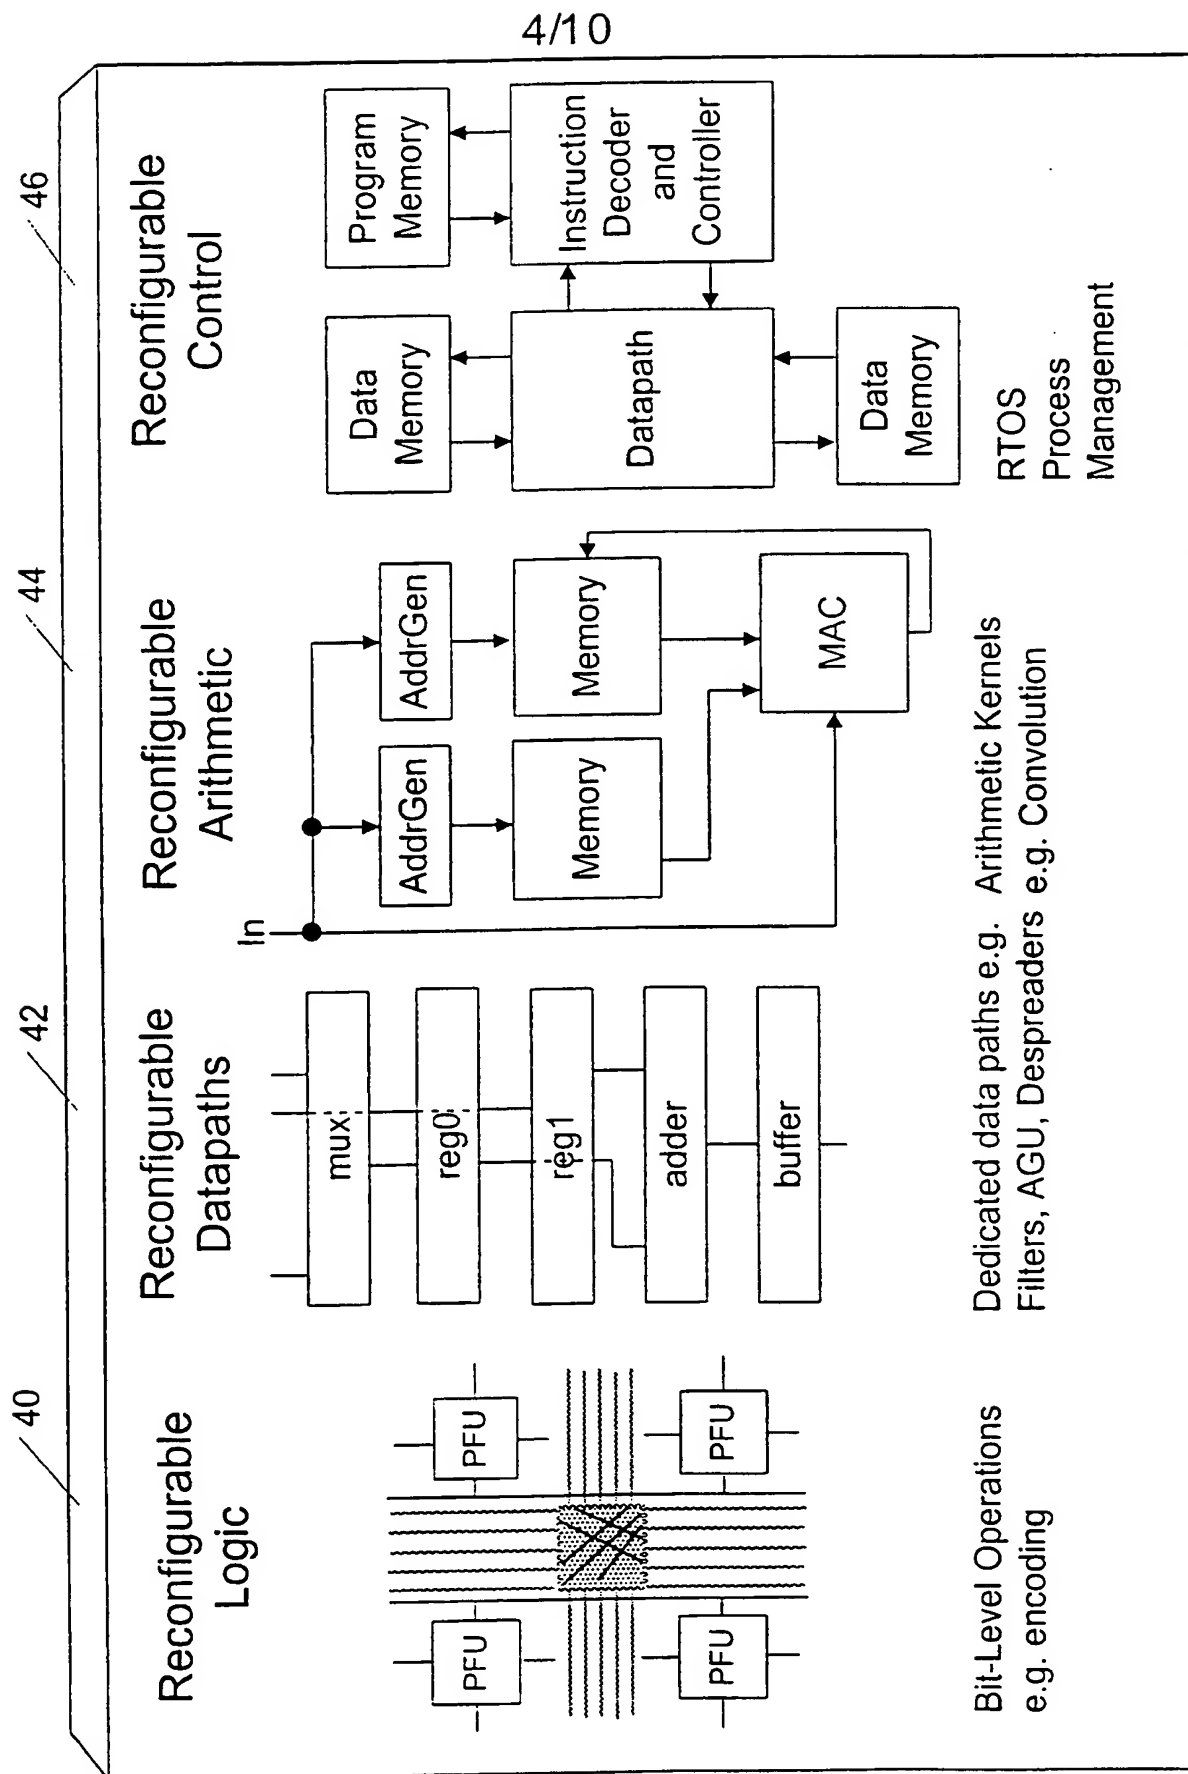 4/10
40
42
44
46
Reconfigurable
Logic
PFU
PFU
PFU
PFU
Bit-Level Operations
e.g. encoding
Reconfigurable
Datapaths
mux
reg0
reg1
adder
buffer
Dedicated data paths e.g.
Filters, AGU, Despreaders
Reconfigurable
Arithmetic
In
AddrGen
AddrGen
Memory
Memory
MAC
Arithmetic Kernels
e.g. Convolution
Reconfigurable
Control
Data
Memory
Program
Memory
Datapath
Instruction
Decoder
and
Controller
Data
Memory
RTOS
Process
Management